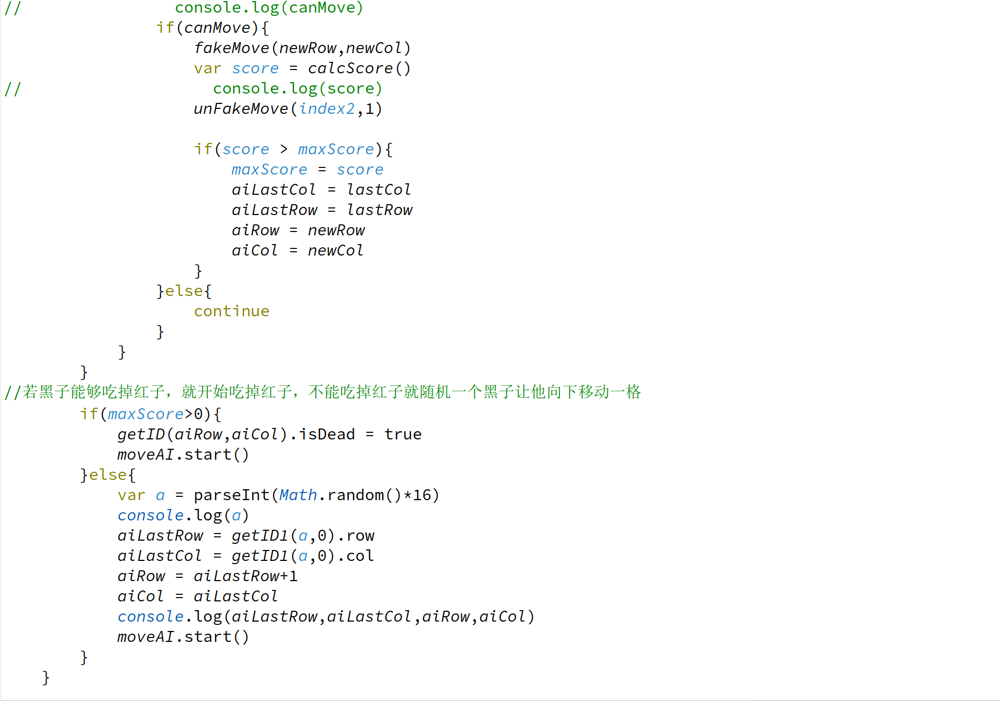 //                console.log(canMove)
                if(canMove){
                    fakeMove(newRow,newCol)
                    var score = calcScore()
//                    console.log(score)
                    unFakeMove(index2,1)
                    if(score > maxScore){
                        maxScore = score
                        aiLastCol = lastCol
                        aiLastRow = lastRow
                        aiRow = newRow
                        aiCol = newCol
                    }
                }else{
                    continue
                }
            }
        }
//若黑子能够吃掉红子，就开始吃掉红子，不能吃掉红子就随机一个黑子让他向下移动一格
        if(maxScore>0){
            getID(aiRow,aiCol).isDead = true
            moveAI.start()
        }else{
            var a = parseInt(Math.random()*16)
            console.log(a)
            aiLastRow = getID1(a,0).row
            aiLastCol = getID1(a,0).col
            aiRow = aiLastRow+1
            aiCol = aiLastCol
            console.log(aiLastRow,aiLastCol,aiRow,aiCol)
            moveAI.start()
        }
    }